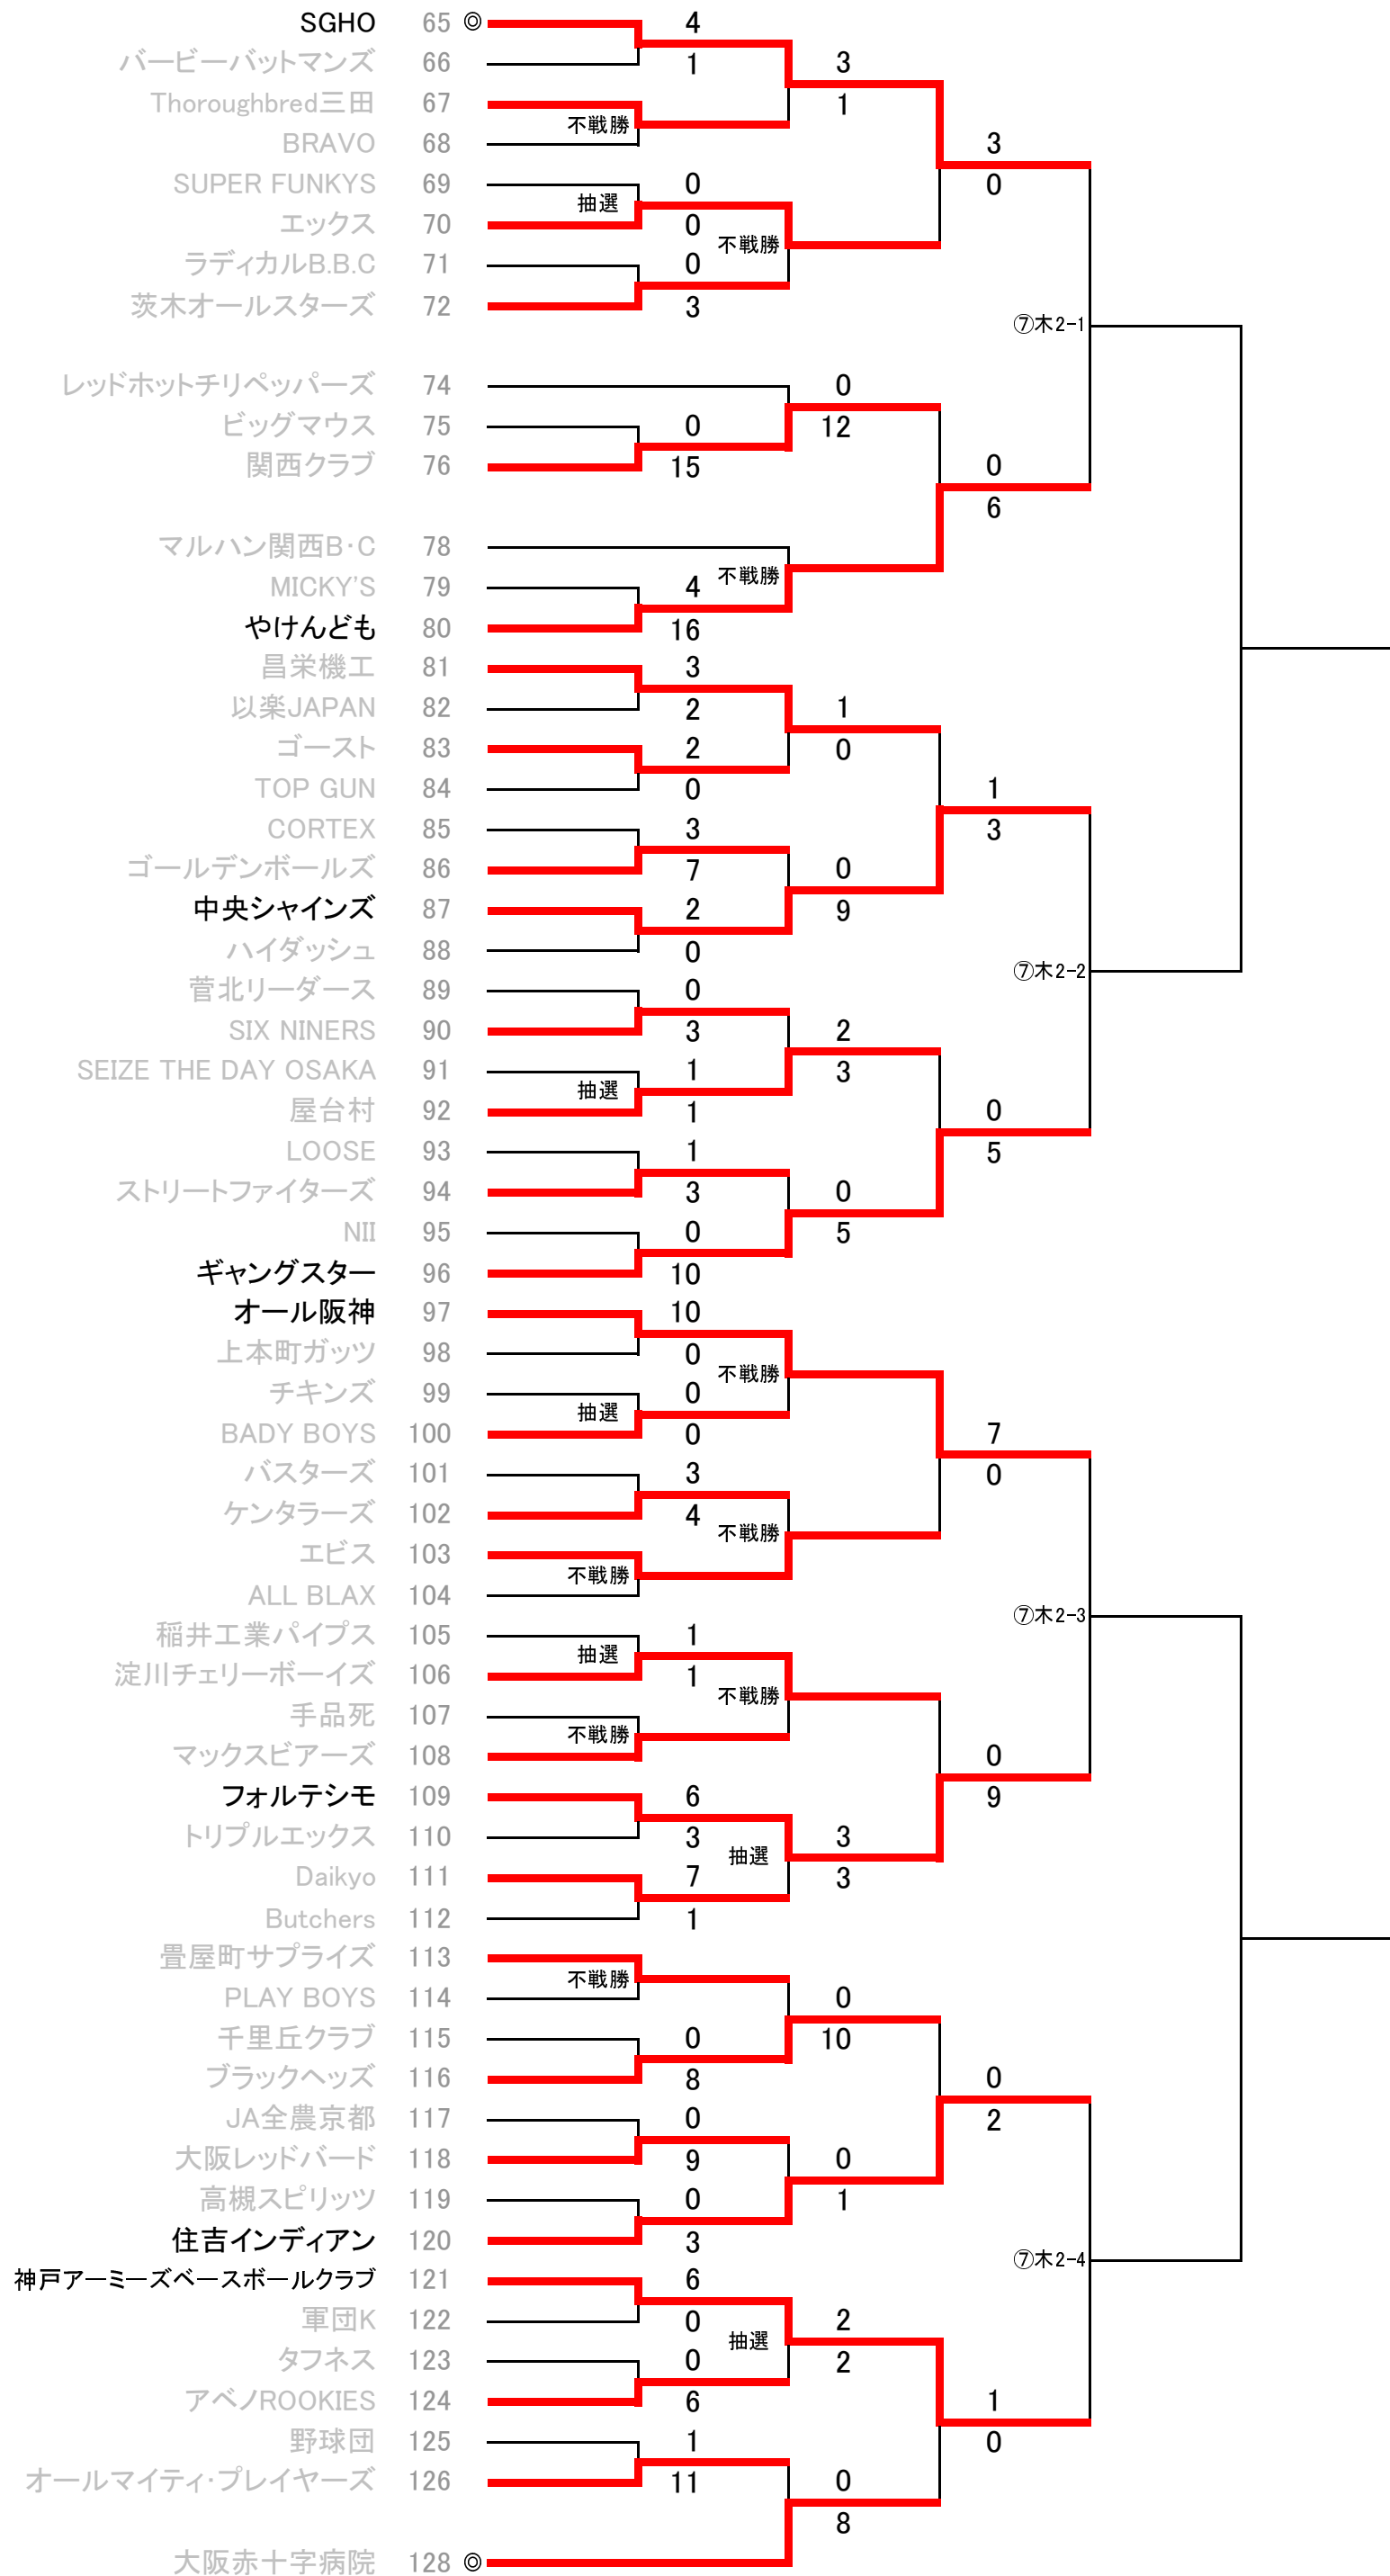 SGHO 65 ◎ 4
バービーバットマンズ 66 1 3
Thoroughbred三田 67 1
不戦勝
BRAVO 68 3
SUPER FUNKYS 69 0 0
抽選
エックス 70 0
不戦勝
ラディカルB.B.C 71 0
茨木オールスターズ 72 3
⑦木2-1
レッドホットチリペッパーズ 74 0
ビッグマウス 75 0 12
関西クラブ 76 15 0
6
マルハン関西B・C 78
不戦勝
MICKY'S 79 4
やけんども 80 16
昌栄機工 81 3
以楽JAPAN 82 2 1
ゴースト 83 2 0
TOP GUN 84 0 1
CORTEX 85 3 3
ゴールデンボールズ 86 7 0
中央シャインズ 87 2 9
ハイダッシュ 88 0
⑦木2-2
菅北リーダース 89 0
SIX NINERS 90 3 2
SEIZE THE DAY OSAKA 91 1 3
抽選
屋台村 92 1 0
LOOSE 93 1 5
ストリートファイターズ 94 3 0
NII 95 0 5
ギャングスター 96 10
オール阪神 97 10
上本町ガッツ 98 0
不戦勝
チキンズ 99 0
抽選
BADY BOYS 100 0 7
バスターズ 101 3 0
ケンタラーズ 102 4
不戦勝
エビス 103
不戦勝
ALL BLAX 104
⑦木2-3
稲井工業パイプス 105 1
抽選
淀川チェリーボーイズ 106 1
不戦勝
手品死 107
不戦勝
マックスビアーズ 108 0
フォルテシモ 109 6 9
トリプルエックス 110 3 3
抽選
Daikyo 111 7 3
Butchers 112 1
畳屋町サプライズ 113
不戦勝
PLAY BOYS 114 0
千里丘クラブ 115 0 10
ブラックヘッズ 116 8 0
JA全農京都 117 0 2
大阪レッドバード 118 9 0
高槻スピリッツ 119 0 1
住吉インディアン 120 3
⑦木2-4
神戸アーミーズベースボールクラブ 121 6
軍団K 122 0 2
抽選
タフネス 123 0 2
アベノROOKIES 124 6 1
野球団 125 1 0
オールマイティ・プレイヤーズ 126 11 0
8
大阪赤十字病院 128 ◎